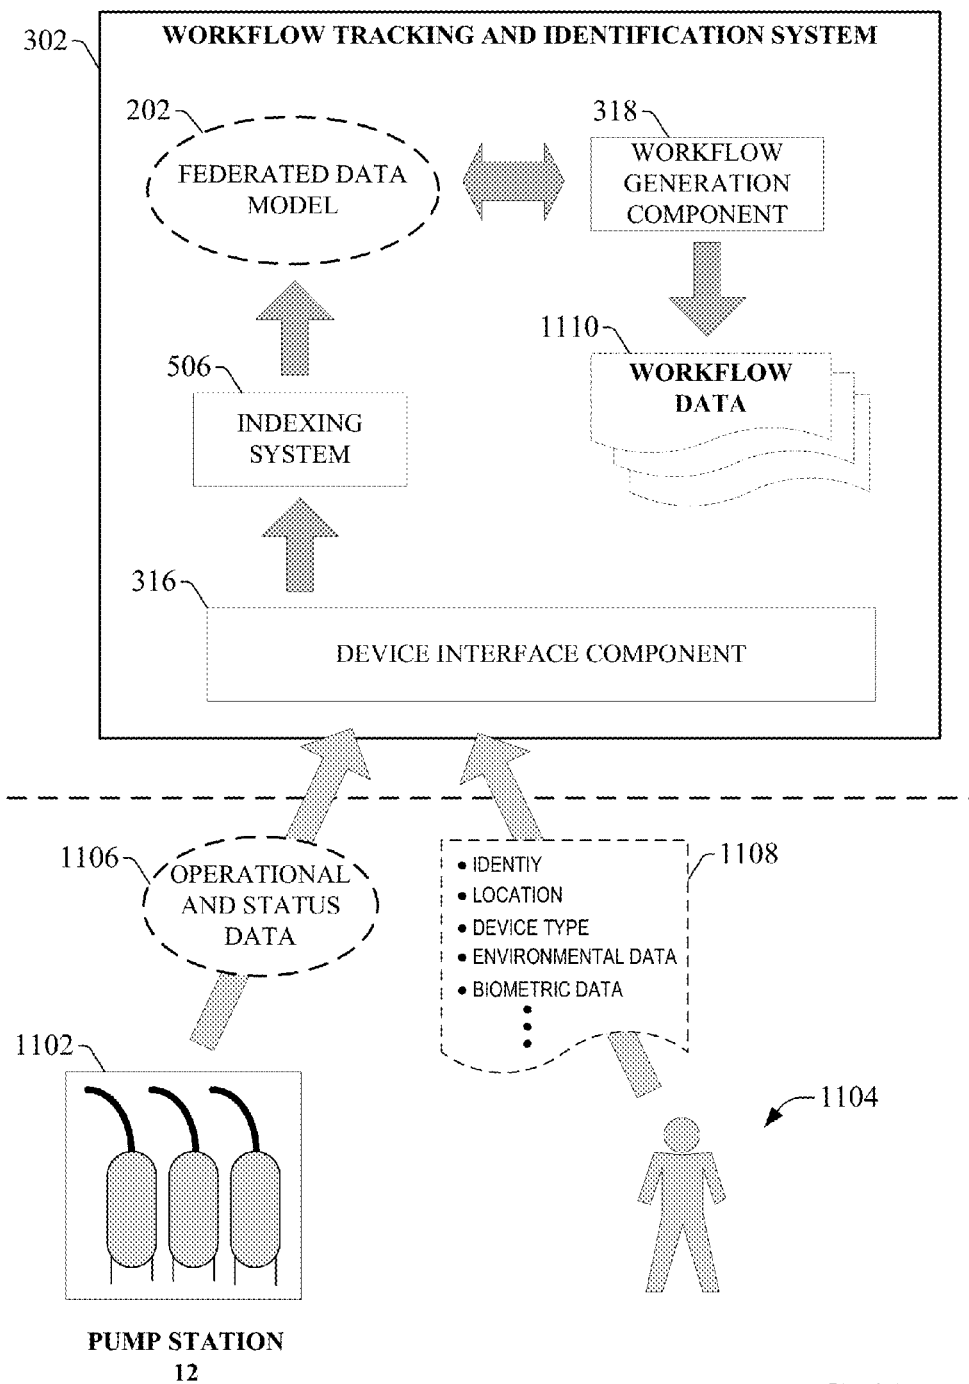 302
WORKFLOW TRACKING AND IDENTIFICATION SYSTEM
202
FEDERATED DATA
MODEL
318
WORKFLOW
GENERATION
COMPONENT
1110
WORKFLOW
DATA
506
INDEXING
SYSTEM
316
DEVICE INTERFACE COMPONENT
1106
OPERATIONAL
AND STATUS
DATA
1108
• IDENTIY
• LOCATION
• DEVICE TYPE
• ENVIRONMENTAL DATA
• BIOMETRIC DATA
1102
1104
PUMP STATION
12